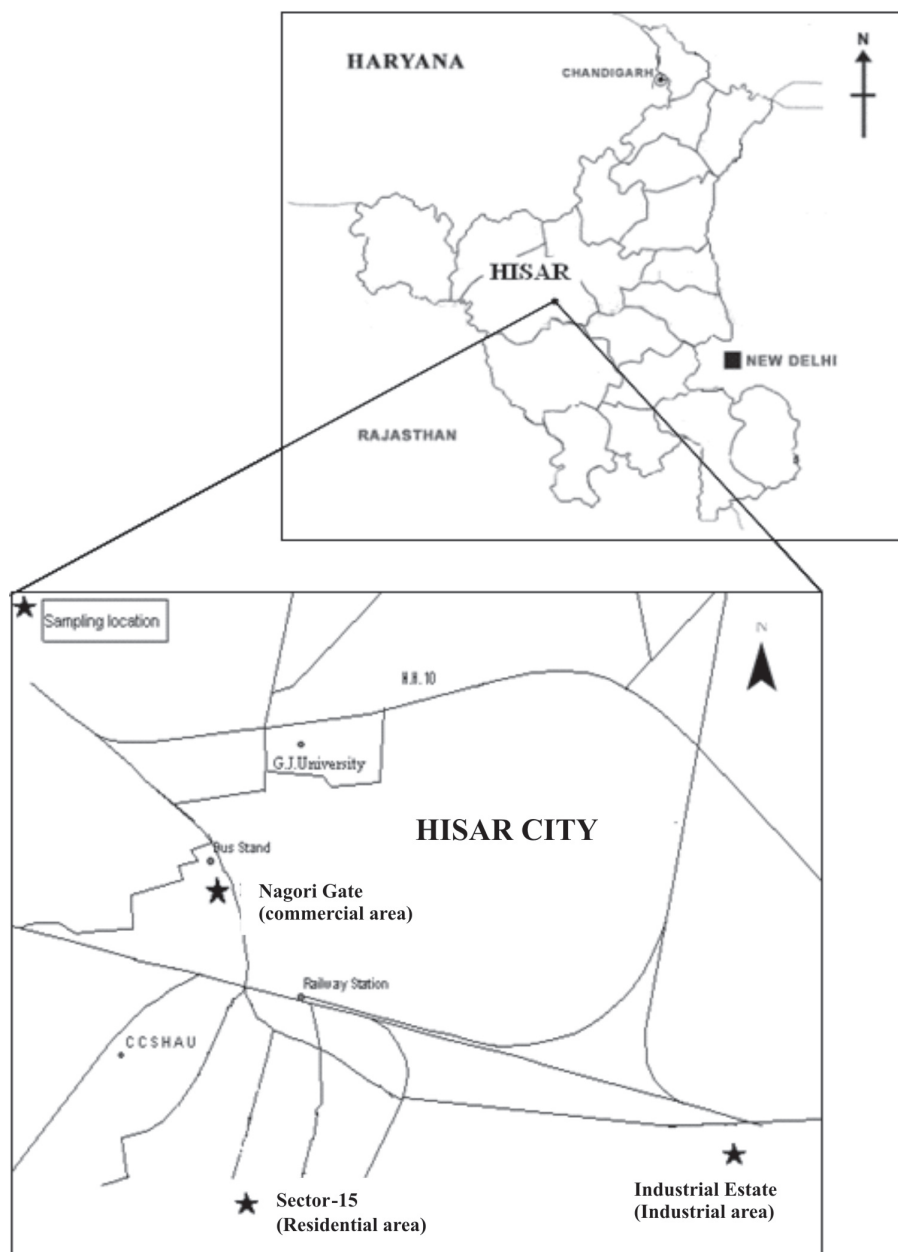 HARYANA
N
CHANDIGARH
HISAR
NEW DELHI
RAJASTHAN
Sampling location
N
H.H. 10
G.J.University
HISAR CITY
Bus Stand
Nagori Gate
(commercial area)
Railway Station
CCSHAU
Sector-15
(Residential area)
Industrial Estate
(Industrial area)